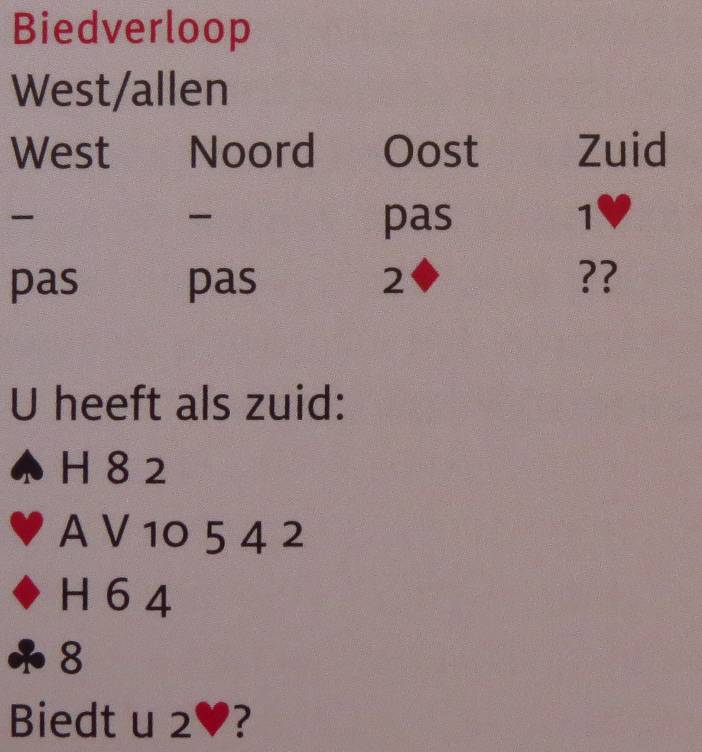 Biedverloop
West/allen
West Noord Oost Zuid
– – pas 1♥
pas pas 2♦ ??
U heeft als zuid:
♠ H 8 2
♥ A V 10 5 4 2
♦ H 6 4
♣ 8
Biedt u 2♥?